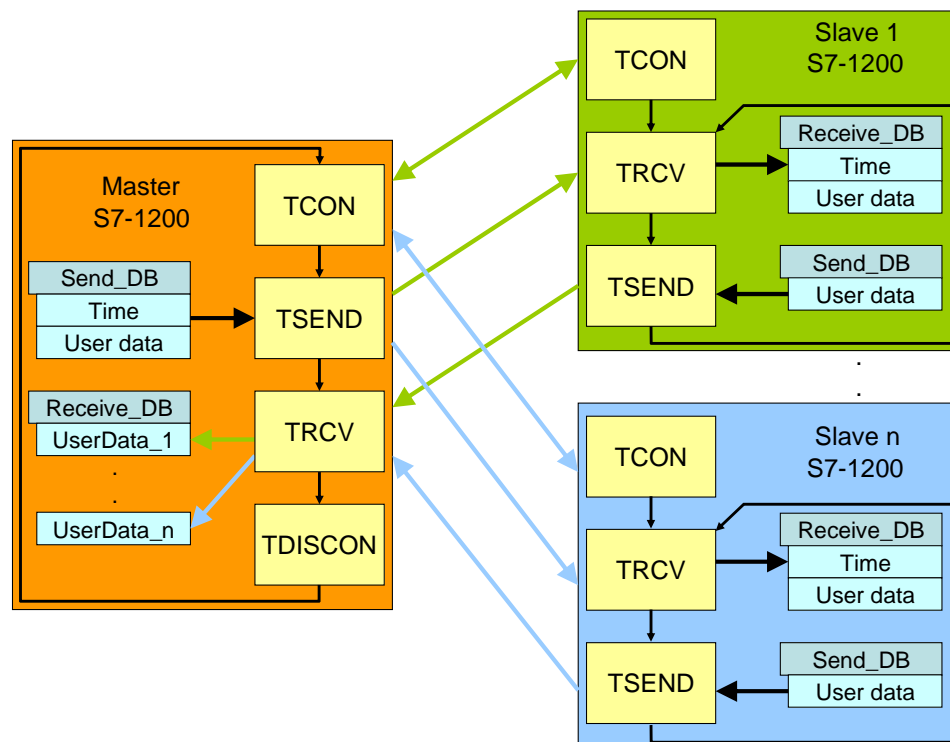 Master
S7-1200
TCON
Send_DB
Time
User data
TSEND
Receive_DB
UserData_1
.
.
UserData_n
TRCV
TDISCON
Slave 1
S7-1200
TCON
TRCV
Receive_DB
Time
User data
TSEND
Send_DB
User data
.
.
Slave n
S7-1200
TCON
TRCV
Receive_DB
Time
User data
TSEND
Send_DB
User data